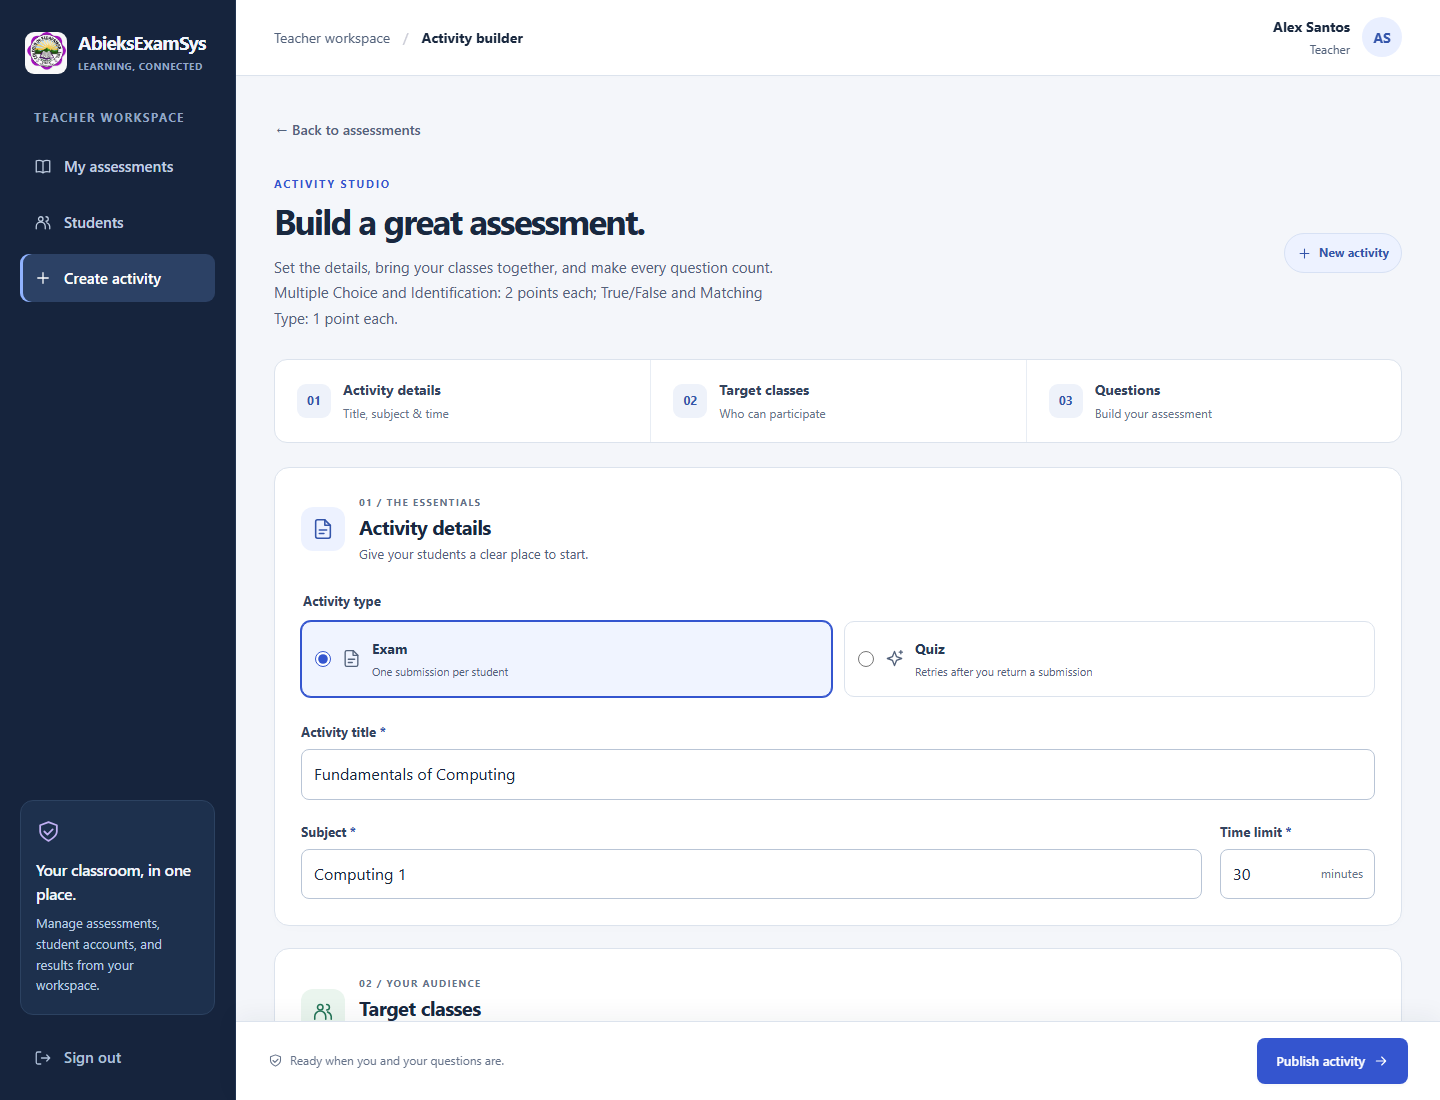 AbieksExamSys
LEARNING, CONNECTED
TEACHER WORKSPACE
My assessments
Students
Create activity
Your classroom, in one
place.
Manage assessments,
student accounts, and
results from your
workspace.
Sign out
Teacher workspace / Activity builder
Alex Santos
Teacher
AS
← Back to assessments
ACTIVITY STUDIO
Build a great assessment.
Set the details, bring your classes together, and make every question count.
Multiple Choice and Identification: 2 points each; True/False and Matching
Type: 1 point each.
New activity
01
Activity details
Title, subject & time
02
Target classes
Who can participate
03
Questions
Build your assessment
01 / THE ESSENTIALS
Activity details
Give your students a clear place to start.
Activity type
Exam
One submission per student
Quiz
Retries after you return a submission
Activity title *
Fundamentals of Computing
Subject *
Computing 1
Time limit *
30 minutes
02 / YOUR AUDIENCE
Target classes
Ready when you and your questions are.
Publish activity →